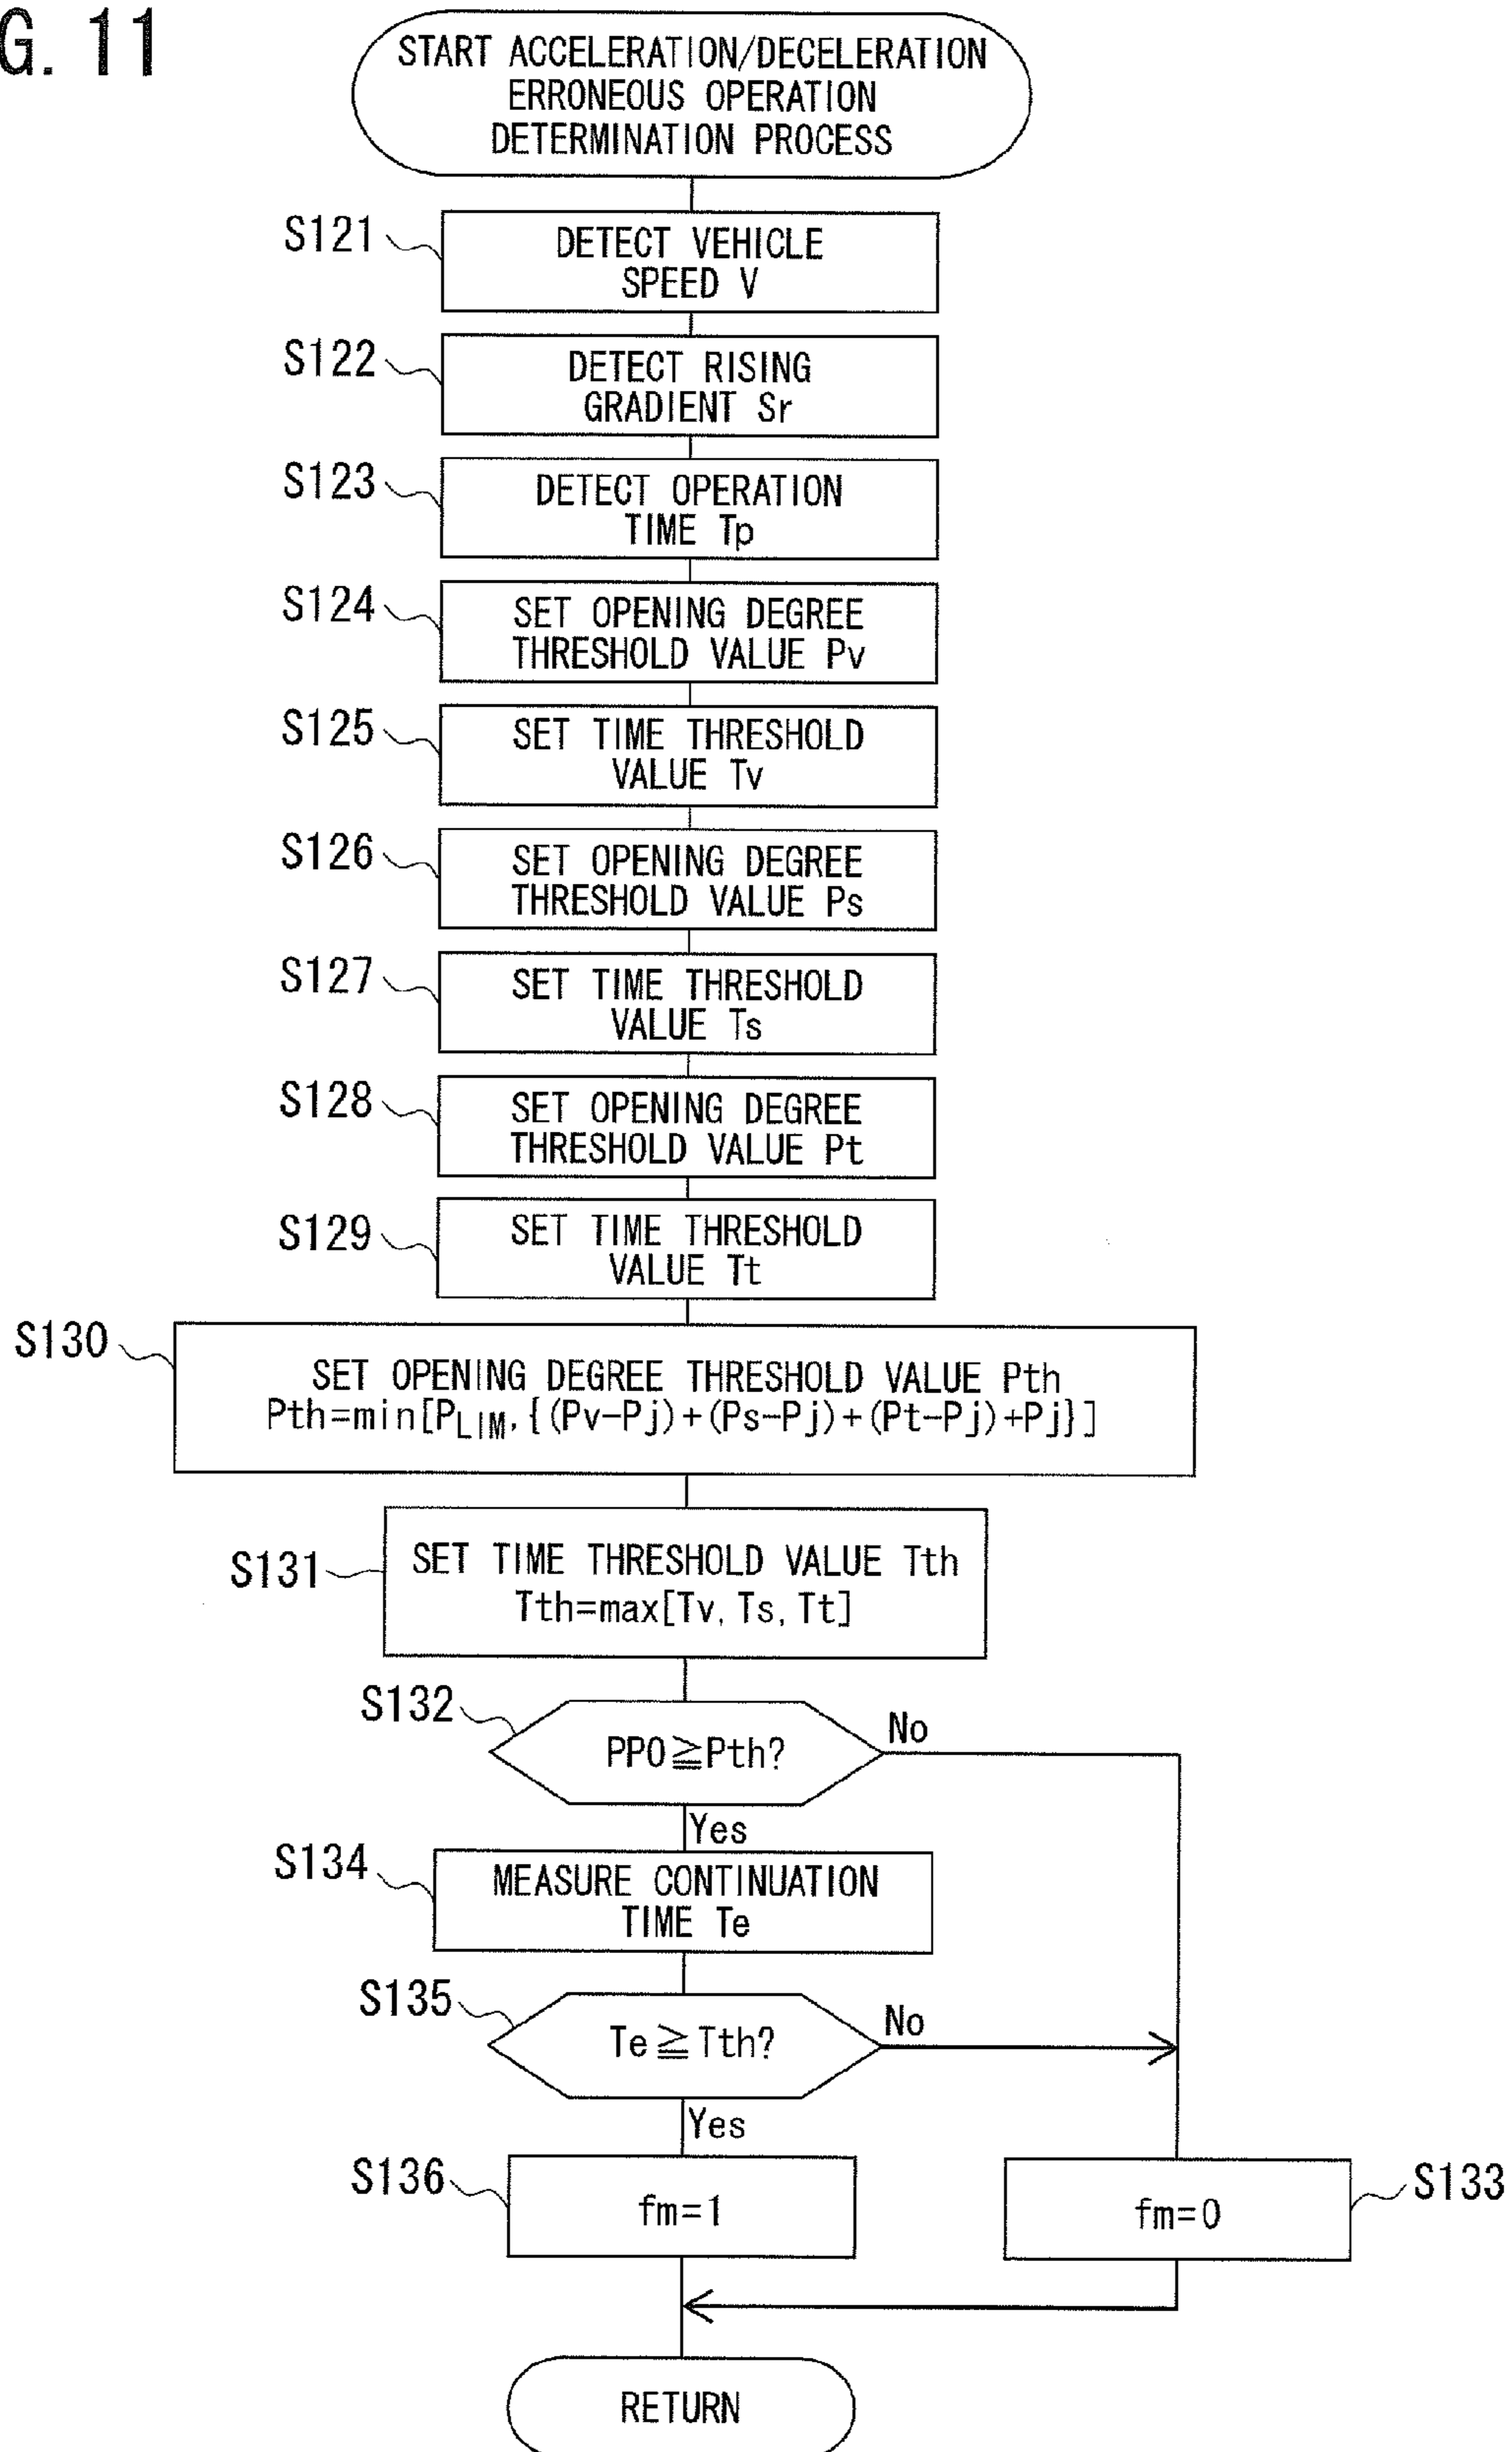 G. 11
START ACCELERATION/DECELERATION
ERRONEOUS OPERATION
DETERMINATION PROCESS
S121
DETECT VEHICLE
SPEED V
S122
DETECT RISING
GRADIENT Sr
S123
DETECT OPERATION
TIME Tp
S124
SET OPENING DEGREE
THRESHOLD VALUE Pv
S125
SET TIME THRESHOLD
VALUE Tv
S126
SET OPENING DEGREE
THRESHOLD VALUE Ps
S127
SET TIME THRESHOLD
VALUE Ts
S128
SET OPENING DEGREE
THRESHOLD VALUE Pt
S129
SET TIME THRESHOLD
VALUE Tt
S130
SET OPENING DEGREE THRESHOLD VALUE Pth
Pth=min[PLIM, {(Pv-Pj)+(Ps-Pj)+(Pt-Pj)+Pj}]
S131
SET TIME THRESHOLD VALUE Tth
Tth=max[Tv, Ts, Tt]
S132
PPO≧Pth?
No
Yes
S134
MEASURE CONTINUATION
TIME Te
S135
Te≧Tth?
No
Yes
S136
fm=1
S133
fm=0
RETURN